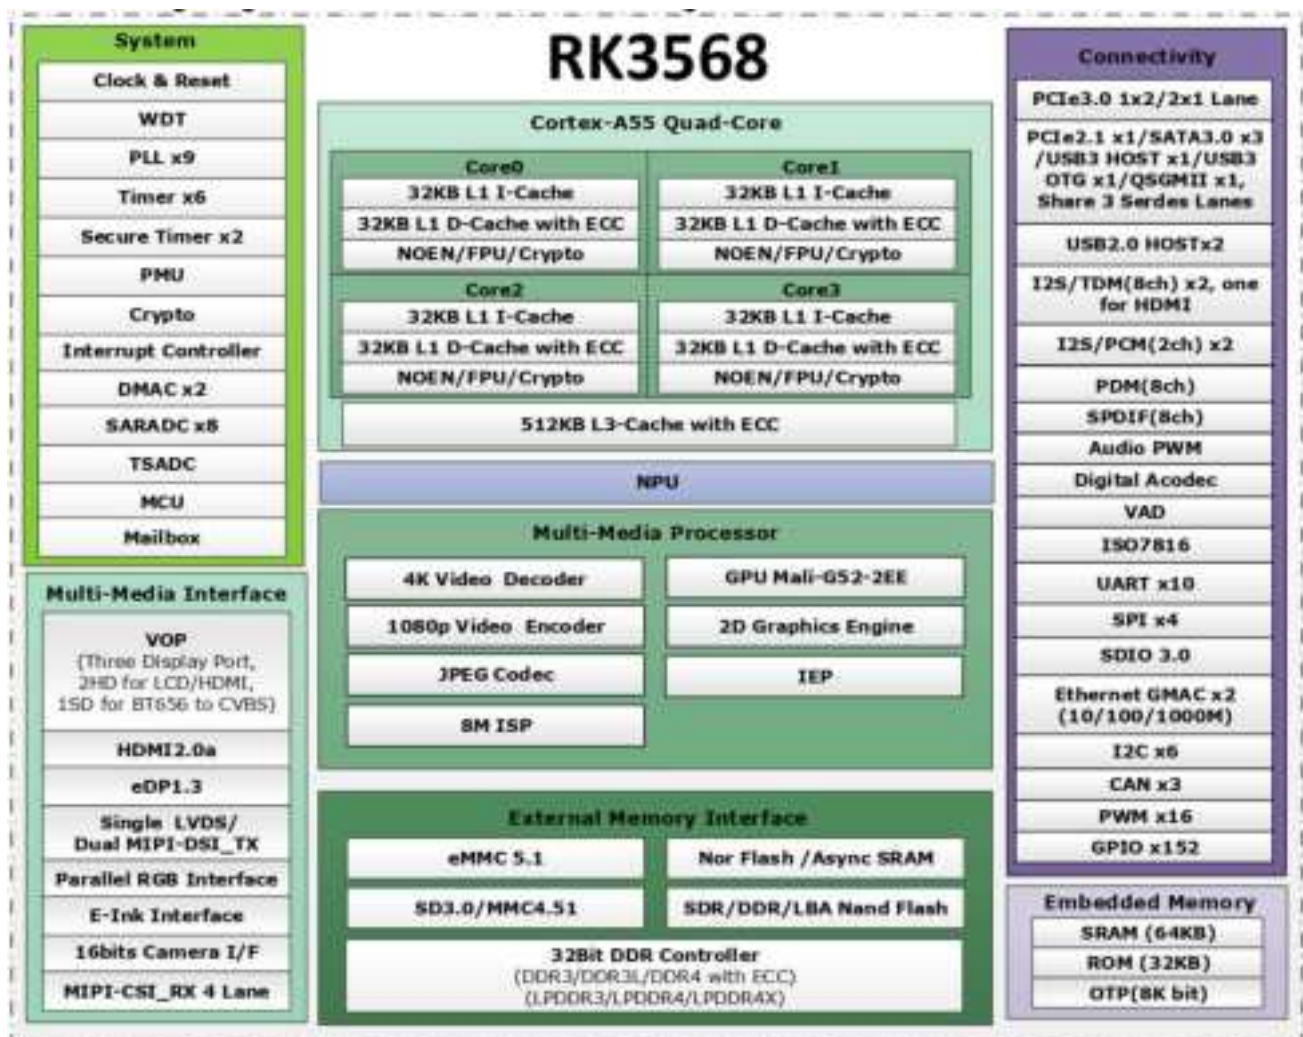 RK3568
System
Clock & Reset
WDT
PLL x9
Timer x6
Secure Timer x2
PMU
Crypto
Interrupt Controller
DMAC x2
SARADC x8
TSADC
MCU
Mailbox
Multi-Media Interface
VOP
(Three Display Port,
2HD for LCD/HDMI,
1SD for BT656 to CVBS)
HDMI2.0a
eDP1.3
Single LVDS/
Dual MIPI-DSI_TX
Parallel RGB Interface
E-Ink Interface
16bits Camera I/F
MIPI-CSI_RX 4 Lane
Cortex-A55 Quad-Core
Core0
32KB L1 I-Cache
32KB L1 D-Cache with ECC
NOEN/FPU/Crypto
Core1
32KB L1 I-Cache
32KB L1 D-Cache with ECC
NOEN/FPU/Crypto
Core2
32KB L1 I-Cache
32KB L1 D-Cache with ECC
NOEN/FPU/Crypto
Core3
32KB L1 I-Cache
32KB L1 D-Cache with ECC
NOEN/FPU/Crypto
512KB L3-Cache with ECC
NPU
Multi-Media Processor
4K Video Decoder
GPU Mali-G52-2EE
1080p Video Encoder
2D Graphics Engine
JPEG Codec
IEP
8M ISP
External Memory Interface
eMMC 5.1
Nor Flash /Async SRAM
SD3.0/MMC4.51
SDR/DDR/LBA Nand Flash
32Bit DDR Controller
(DDR3/DDR3L/DDR4 with ECC)
(LPDDR3/LPDDR4/LPDDR4X)
Connectivity
PCIe3.0 1x2/2x1 Lane
PCIe2.1 x1/SATA3.0 x3
/USB3 HOST x1/USB3
OTG x1/QSGMII x1,
Share 3 Serdes Lanes
USB2.0 HOSTx2
I2S/TDM(8ch) x2, one
for HDMI
I2S/PCM(2ch) x2
PDM(8ch)
SPDIF(8ch)
Audio PWM
Digital Acodec
VAD
ISO7816
UART x10
SPI x4
SDIO 3.0
Ethernet GMAC x2
(10/100/1000M)
I2C x6
CAN x3
PWM x16
GPIO x152
Embedded Memory
SRAM (64KB)
ROM (32KB)
OTP(8K bit)